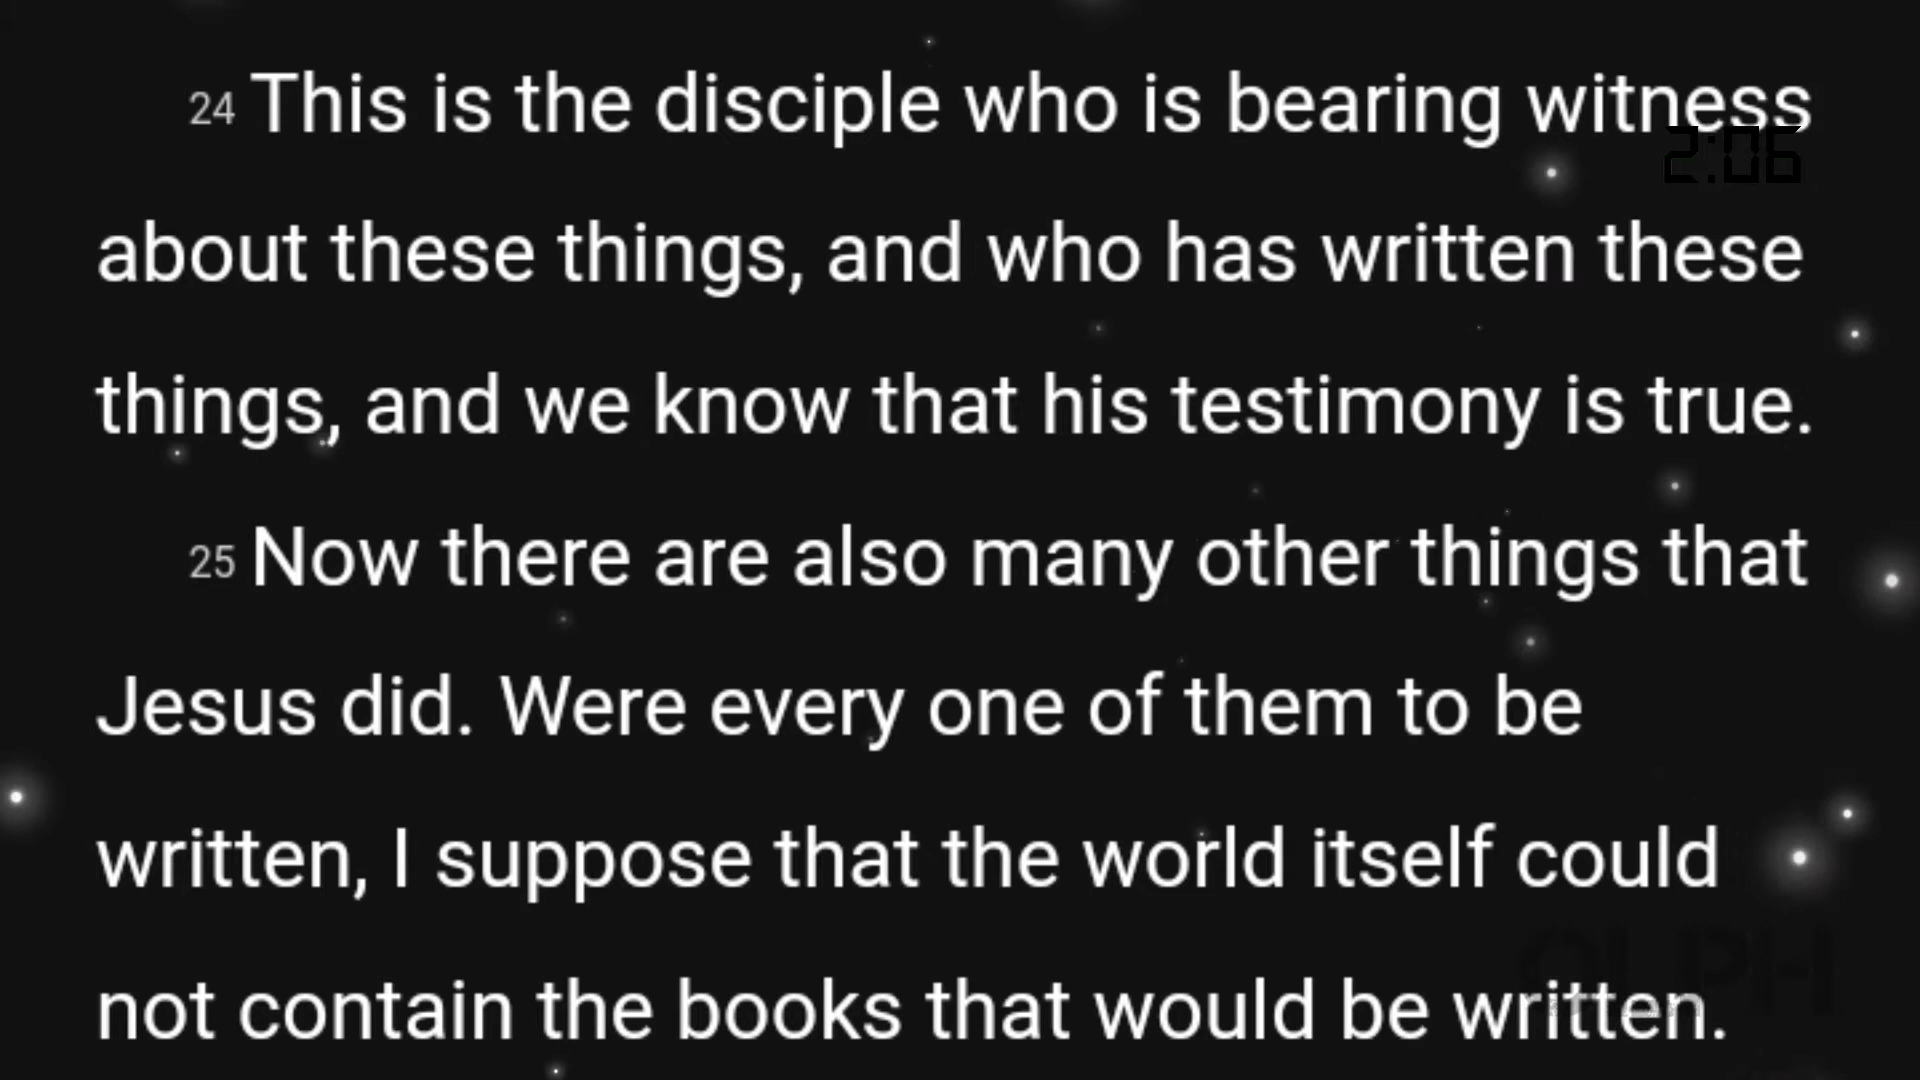 24 This is the disciple who is bearing witness
2:06
about these things, and who has written these
things, and we know that his testimony is true.
25 Now there are also many other things that
Jesus did. Were every one of them to be
written, I suppose that the world itself could
OLPH
not contain the books that would be written.